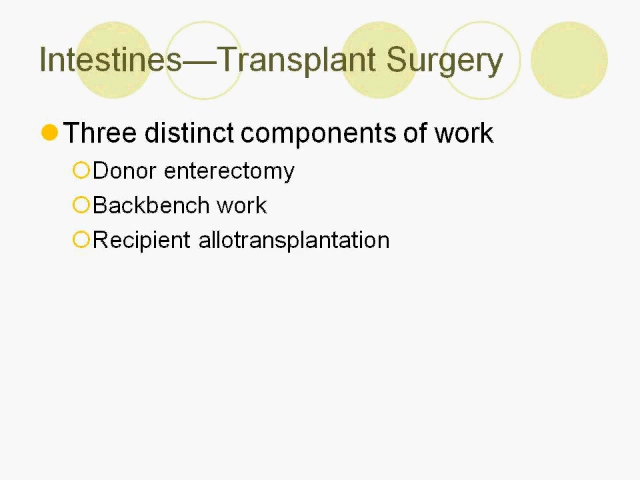 Intestines—Transplant Surgery
Three distinct components of work
Donor enterectomy
Backbench work
Recipient allotransplantation